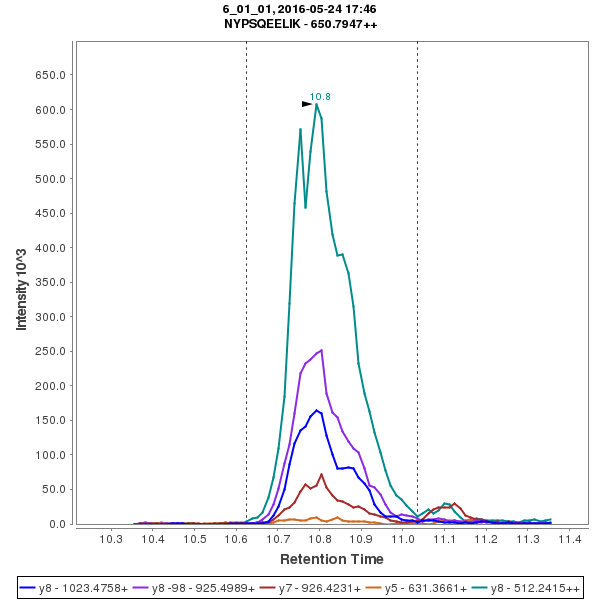 6_01_01, 2016-05-24 17:46
NYPSQEELIK - 650.7947++
10.8
Intensity 10^3
650.0
600.0
550.0
500.0
450.0
400.0
350.0
300.0
250.0
200.0
150.0
100.0
50.0
0.0
10.3 10.4 10.5 10.6 10.7 10.8 10.9 11.0 11.1 11.2 11.3 11.4
Retention Time
y8 - 1023.4758+ y8 -98 - 925.4989+ y7 - 926.4231+ y5 - 631.3661+ y8 - 512.2415++